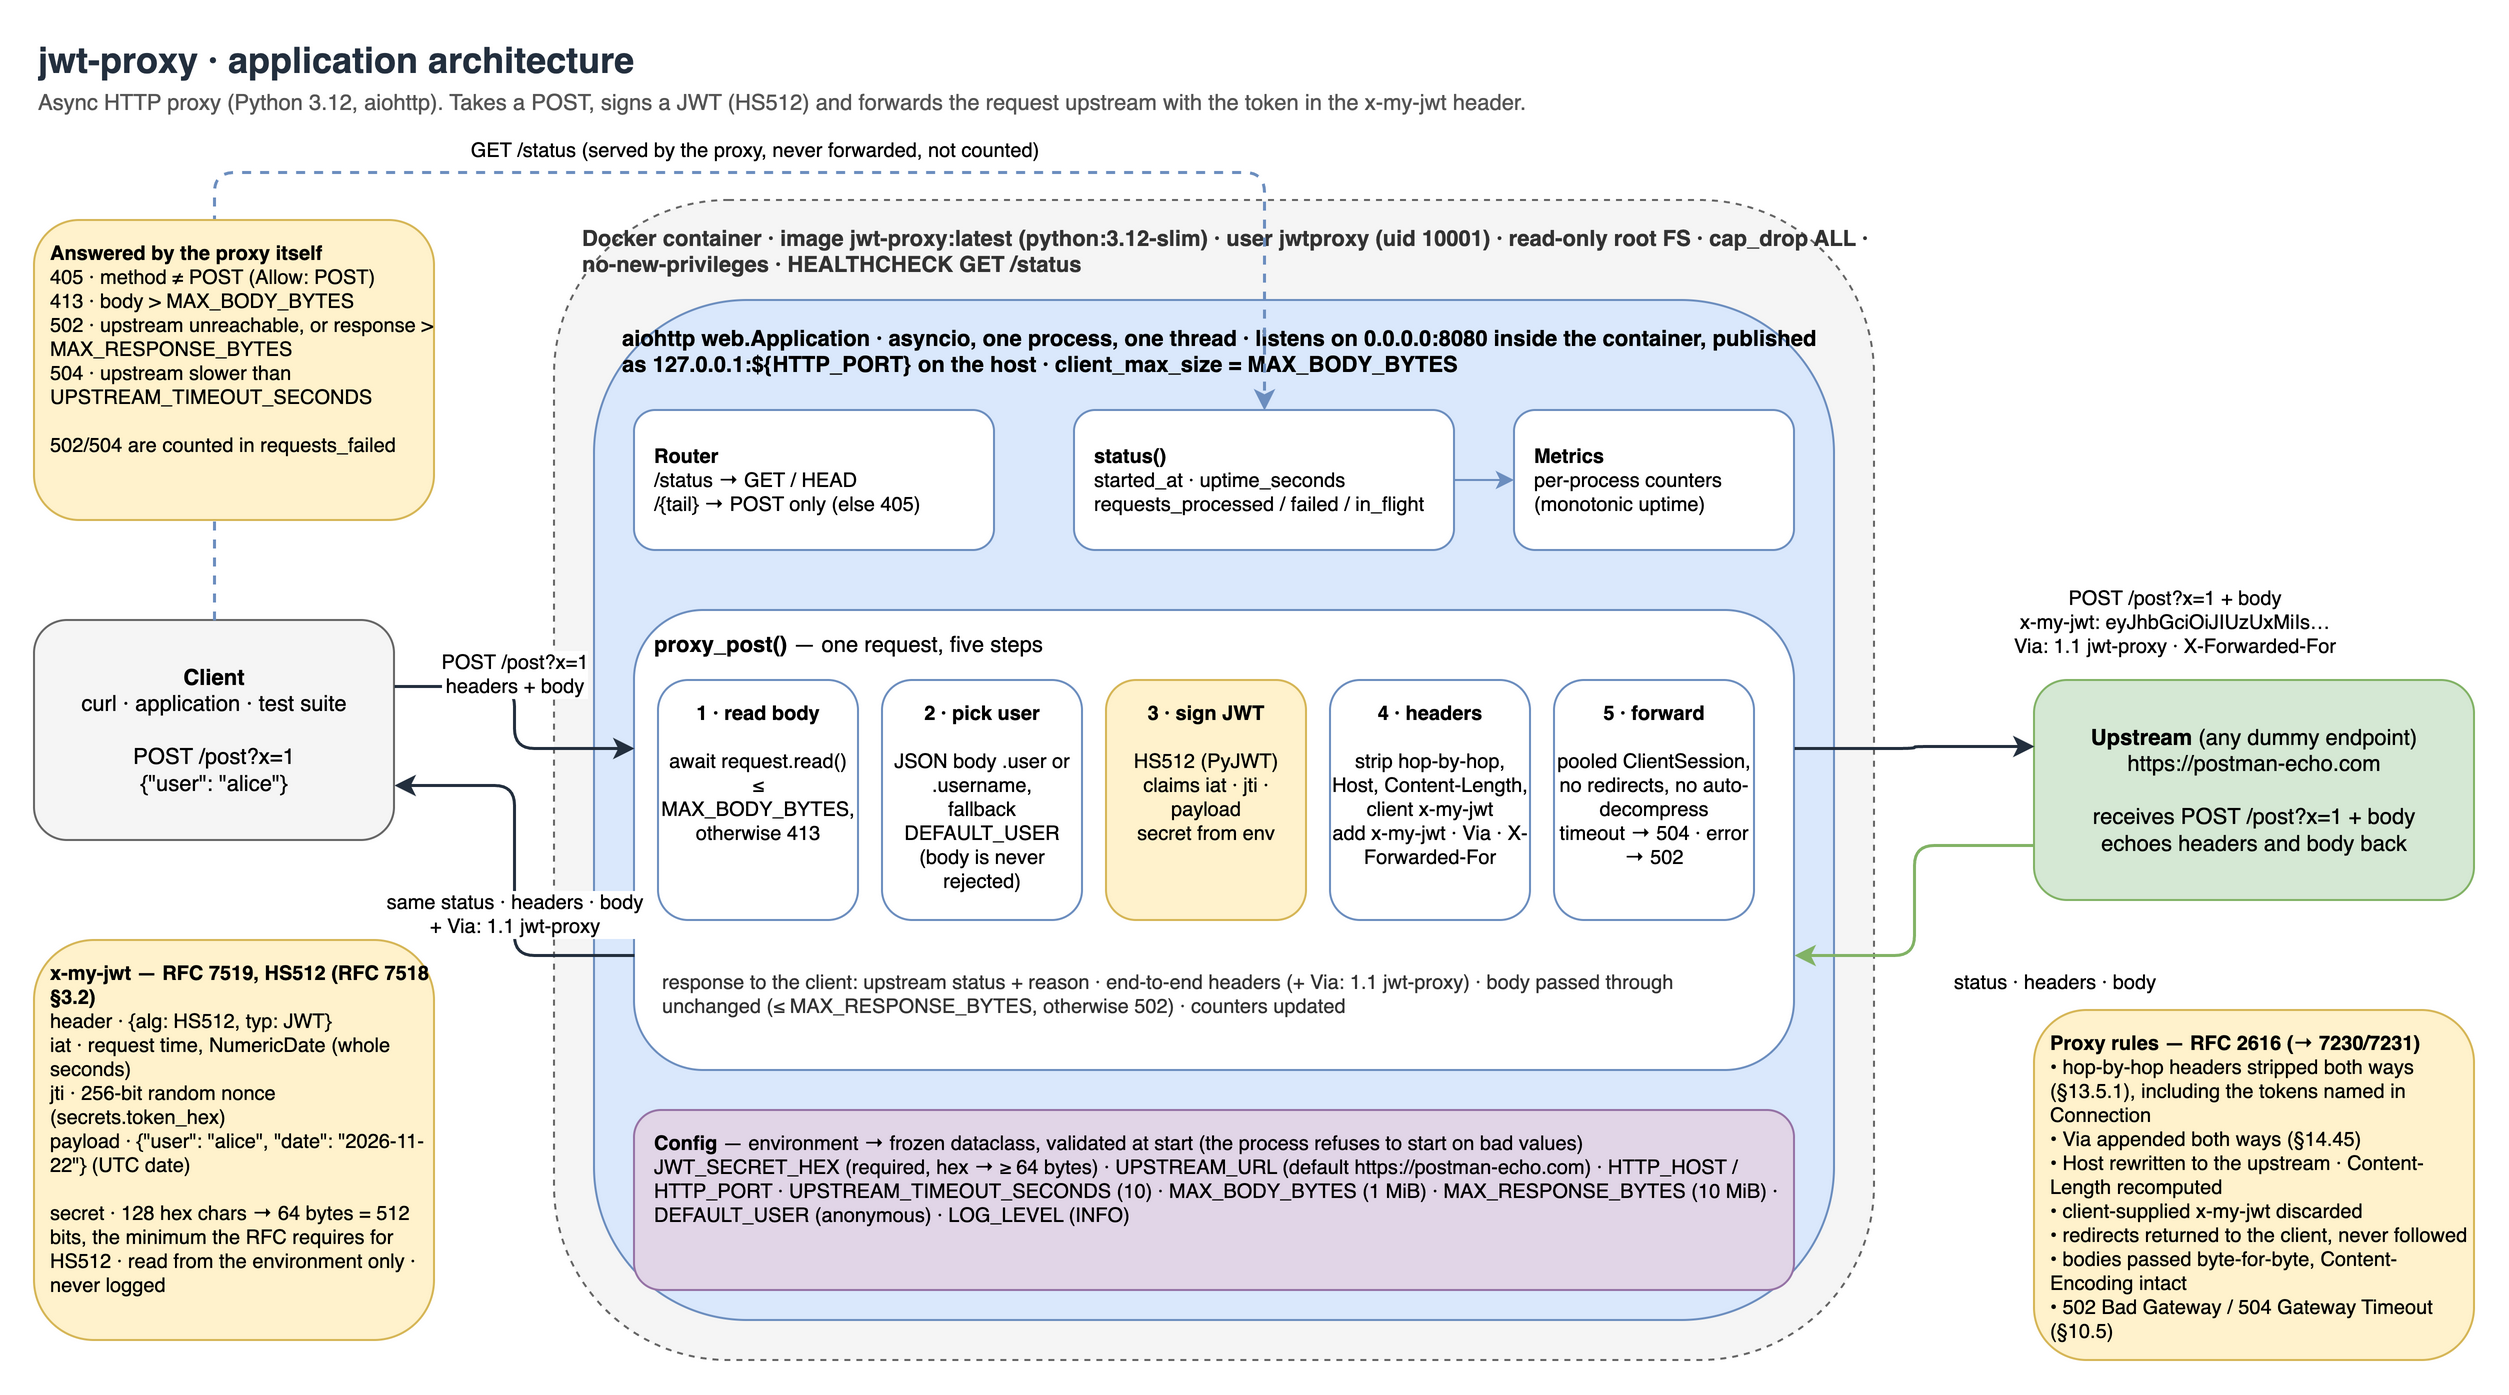 jwt-proxy · application architecture
Async HTTP proxy (Python 3.12, aiohttp). Takes a POST, signs a JWT (HS512) and forwards the request upstream with the token in the x-my-jwt header.
GET /status (served by the proxy, never forwarded, not counted)
Answered by the proxy itself
405 · method ≠ POST (Allow: POST)
413 · body > MAX_BODY_BYTES
502 · upstream unreachable, or response >
MAX_RESPONSE_BYTES
504 · upstream slower than
UPSTREAM_TIMEOUT_SECONDS
502/504 are counted in requests_failed
Docker container · image jwt-proxy:latest (python:3.12-slim) · user jwtproxy (uid 10001) · read-only root FS · cap_drop ALL ·
no-new-privileges · HEALTHCHECK GET /status
aiohttp web.Application · asyncio, one process, one thread · listens on 0.0.0.0:8080 inside the container, published
as 127.0.0.1:${HTTP_PORT} on the host · client_max_size = MAX_BODY_BYTES
Router
/status → GET / HEAD
/{tail} → POST only (else 405)
status()
started_at · uptime_seconds
requests_processed / failed / in_flight
Metrics
per-process counters
(monotonic uptime)
Client
curl · application · test suite
POST /post?x=1
{"user": "alice"}
POST /post?x=1
headers + body
same status · headers · body
+ Via: 1.1 jwt-proxy
proxy_post() — one request, five steps
1 · read body
await request.read()
≤
MAX_BODY_BYTES,
otherwise 413
2 · pick user
JSON body .user or
.username,
fallback
DEFAULT_USER
(body is never
rejected)
3 · sign JWT
HS512 (PyJWT)
claims iat · jti ·
payload
secret from env
4 · headers
strip hop-by-hop,
Host, Content-Length,
client x-my-jwt
add x-my-jwt · Via · X-
Forwarded-For
5 · forward
pooled ClientSession,
no redirects, no auto-
decompress
timeout → 504 · error
→ 502
response to the client: upstream status + reason · end-to-end headers (+ Via: 1.1 jwt-proxy) · body passed through
unchanged (≤ MAX_RESPONSE_BYTES, otherwise 502) · counters updated
POST /post?x=1 + body
x-my-jwt: eyJhbGciOiJIUzUxMiIs…
Via: 1.1 jwt-proxy · X-Forwarded-For
Upstream (any dummy endpoint)
https://postman-echo.com
receives POST /post?x=1 + body
echoes headers and body back
status · headers · body
x-my-jwt — RFC 7519, HS512 (RFC 7518
§3.2)
header · {alg: HS512, typ: JWT}
iat · request time, NumericDate (whole
seconds)
jti · 256-bit random nonce
(secrets.token_hex)
payload · {"user": "alice", "date": "2026-11-
22"} (UTC date)
secret · 128 hex chars → 64 bytes = 512
bits, the minimum the RFC requires for
HS512 · read from the environment only ·
never logged
Config — environment → frozen dataclass, validated at start (the process refuses to start on bad values)
JWT_SECRET_HEX (required, hex → ≥ 64 bytes) · UPSTREAM_URL (default https://postman-echo.com) · HTTP_HOST /
HTTP_PORT · UPSTREAM_TIMEOUT_SECONDS (10) · MAX_BODY_BYTES (1 MiB) · MAX_RESPONSE_BYTES (10 MiB) ·
DEFAULT_USER (anonymous) · LOG_LEVEL (INFO)
Proxy rules — RFC 2616 (→ 7230/7231)
• hop-by-hop headers stripped both ways
(§13.5.1), including the tokens named in
Connection
• Via appended both ways (§14.45)
• Host rewritten to the upstream · Content-
Length recomputed
• client-supplied x-my-jwt discarded
• redirects returned to the client, never followed
• bodies passed byte-for-byte, Content-
Encoding intact
• 502 Bad Gateway / 504 Gateway Timeout
(§10.5)